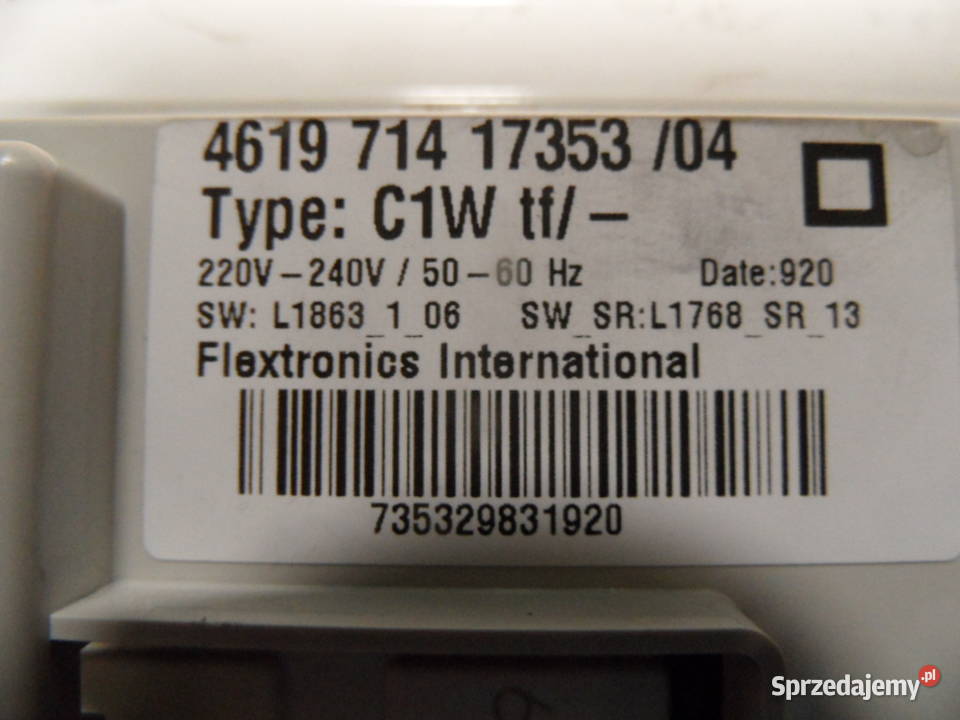 4619 714 17353 /04
Type: C1W tf/ –
220V – 240V / 50 – 60 Hz Date:920
SW: L1863_1_06 SW_SR:L1768_SR_13
Flextronics International
735329831920
Sprzedajemy.pl